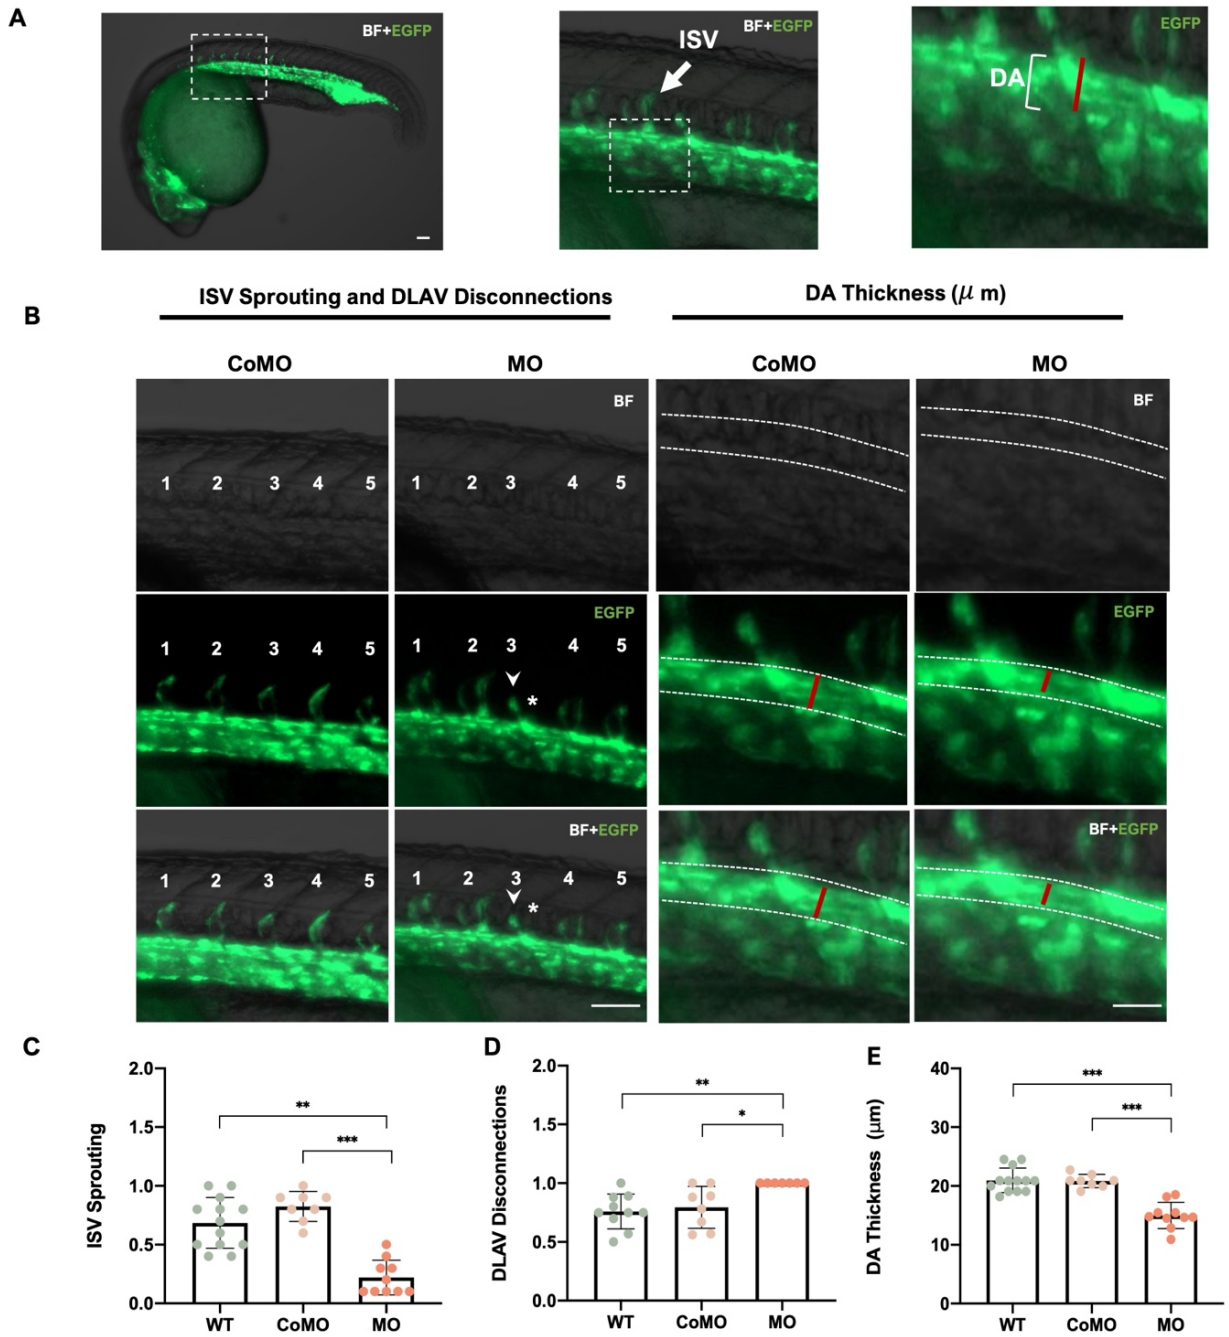 A
BF+EGFP
ISV
BF+EGFP
DA
EGFP
B
ISV Sprouting and DLAV Disconnections
DA Thickness (μ m)
CoMO
MO
CoMO
MO
BF
BF
1 2 3 4 5
1 2 3 4 5
EGFP
EGFP
1 2 3 4 5
1 2 3 4 5
*
BF+EGFP
BF+EGFP
1 2 3 4 5
1 2 3 4 5
*
C
ISV Sprouting
2.0
1.5
1.0
0.5
0.0
**
***
WT CoMO MO
D
DLAV Disconnections
2.0
1.5
1.0
0.5
0.0
**
*
WT CoMO MO
E
DA Thickness (μm)
40
30
20
10
0
***
***
WT CoMO MO